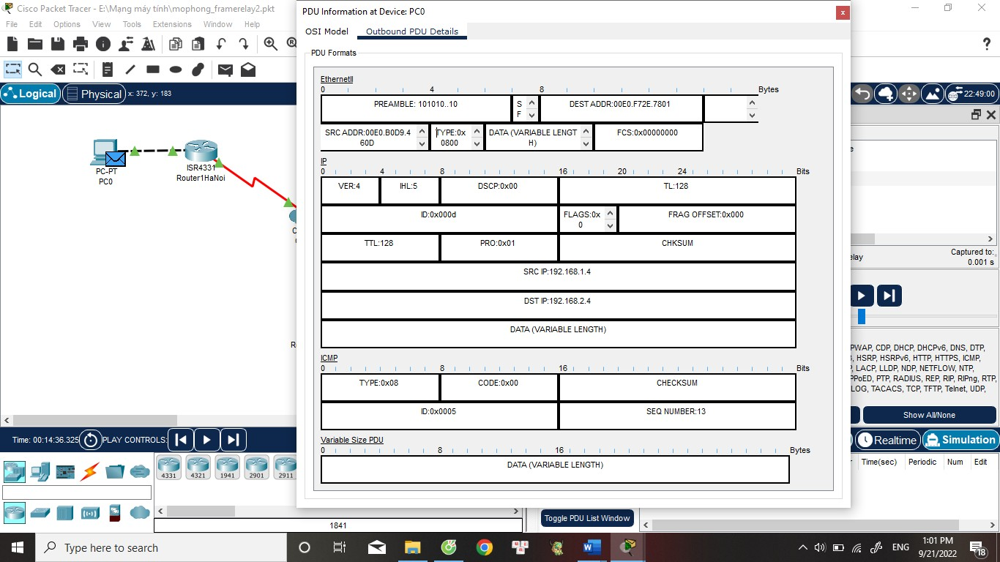 Cisco Packet Tracer - E:\Mạng máy tính\mophong_framerelay2.pkt
File Edit Options View Tools Extensions Window Help
Logical
Physical
x: 372, y: 183
22:49:00
PC-PT
PC0
ISR4331
Router1HaNoi
C
R
PDU Information at Device: PC0
x
OSI Model
Outbound PDU Details
PDU Formats
EthernetII
0 4 8 Bytes
PREAMBLE: 101010..10
S
F
DEST ADDR:00E0.F72E.7801
SRC ADDR:00E0.B0D9.4
60D
TYPE:0x
0800
DATA (VARIABLE LENGT
H)
FCS:0x00000000
IP
0 4 8 16 20 24 Bits
VER:4 IHL:5 DSCP:0x00 TL:128
ID:0x000d
FLAGS:0x
0
FRAG OFFSET:0x000
TTL:128 PRO:0x01 CHKSUM
SRC IP:192.168.1.4
DST IP:192.168.2.4
DATA (VARIABLE LENGTH)
ICMP
0 8 16 Bits
TYPE:0x08 CODE:0x00 CHECKSUM
ID:0x0005 SEQ NUMBER:13
Variable Size PDU
0 8 16 Bytes
DATA (VARIABLE LENGTH)
e
elay
Captured to:
0.001 s
PWAP, CDP, DHCP, DHCPv6, DNS, DTP,
, HSRP, HSRPv6, HTTP, HTTPS, ICMP,
, LACP, LLDP, NDP, NETFLOW, NTP,
PPoED, PTP, RADIUS, REP, RIP, RIPng, RTP,
LOG, TACACS, TCP, TFTP, Telnet, UDP,
Show All/None
Time: 00:14:36.325
PLAY CONTROLS:
Realtime
Simulation
4331 4321 1941 2901 2911
Time(sec) Periodic Num Edit
1841
Toggle PDU List Window
Type here to search
ENG
1:01 PM
9/21/2022
18